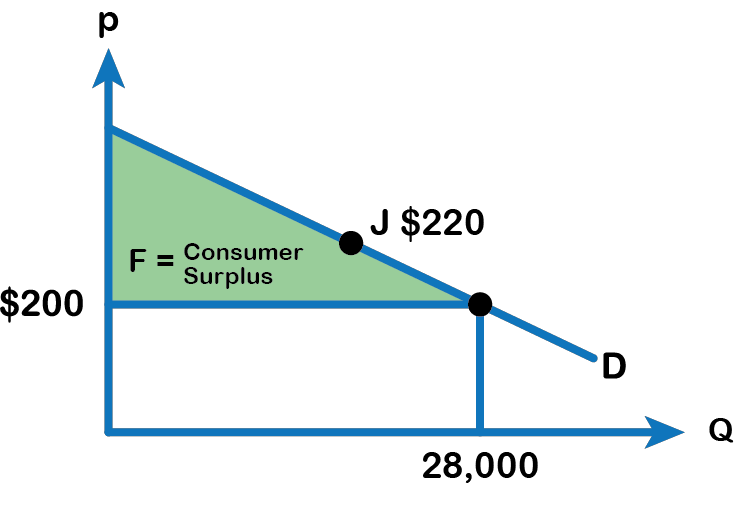 p
J $220
F = Consumer
Surplus
$200
D
Q
28,000